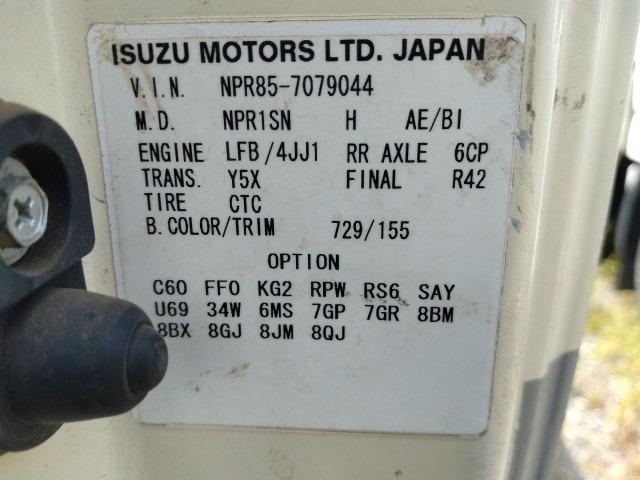 ISUZU MOTORS LTD. JAPAN
V.I.N. NPR85-7079044
M.D. NPR1SN H AE/BI
ENGINE LFB/4JJ1 RR AXLE 6CP
TRANS. Y5X FINAL R42
TIRE CTC
B.COLOR/TRIM 729/155
OPTION
C60 FFO KG2 RPW RS6 SAY
U69 34W 6MS 7GP 7GR 8BM
8BX 8GJ 8JM 8QJ